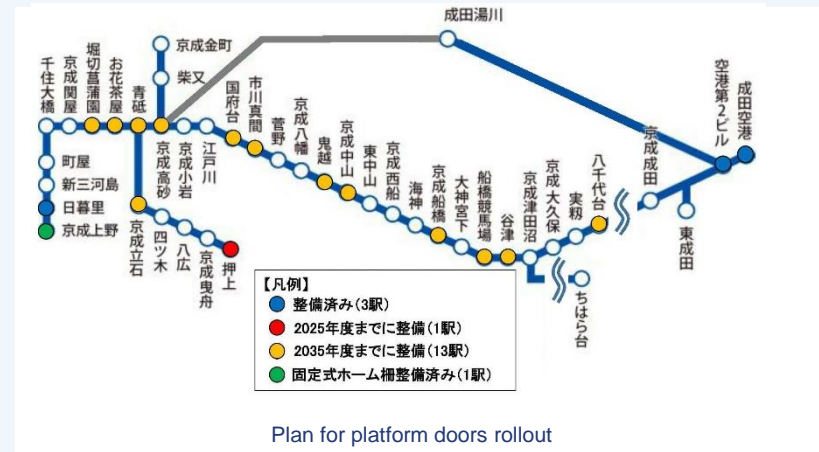 成田湯川
京成金町
柴又
千住大橋
京成関屋
堀切菖蒲園
お花茶屋
青砥
京成高砂
京成小岩
江戸川
国府台
市川真間
菅野
京成八幡
鬼越
京成中山
東中山
京成西船
海神
京成船橋
大神宮下
船橋競馬場
谷津
京成津田沼
京成大久保
実籾
八千代台
京成成田
空港第2ビル
成田空港
東成田
ちはら台
町屋
新三河島
日暮里
京成上野
京成立石
四ツ木
八広
京成曳舟
押上
【凡例】
整備済み(3駅)
2025年度までに整備(1駅)
2035年度までに整備(13駅)
固定式ホーム柵整備済み(1駅)
Plan for platform doors rollout